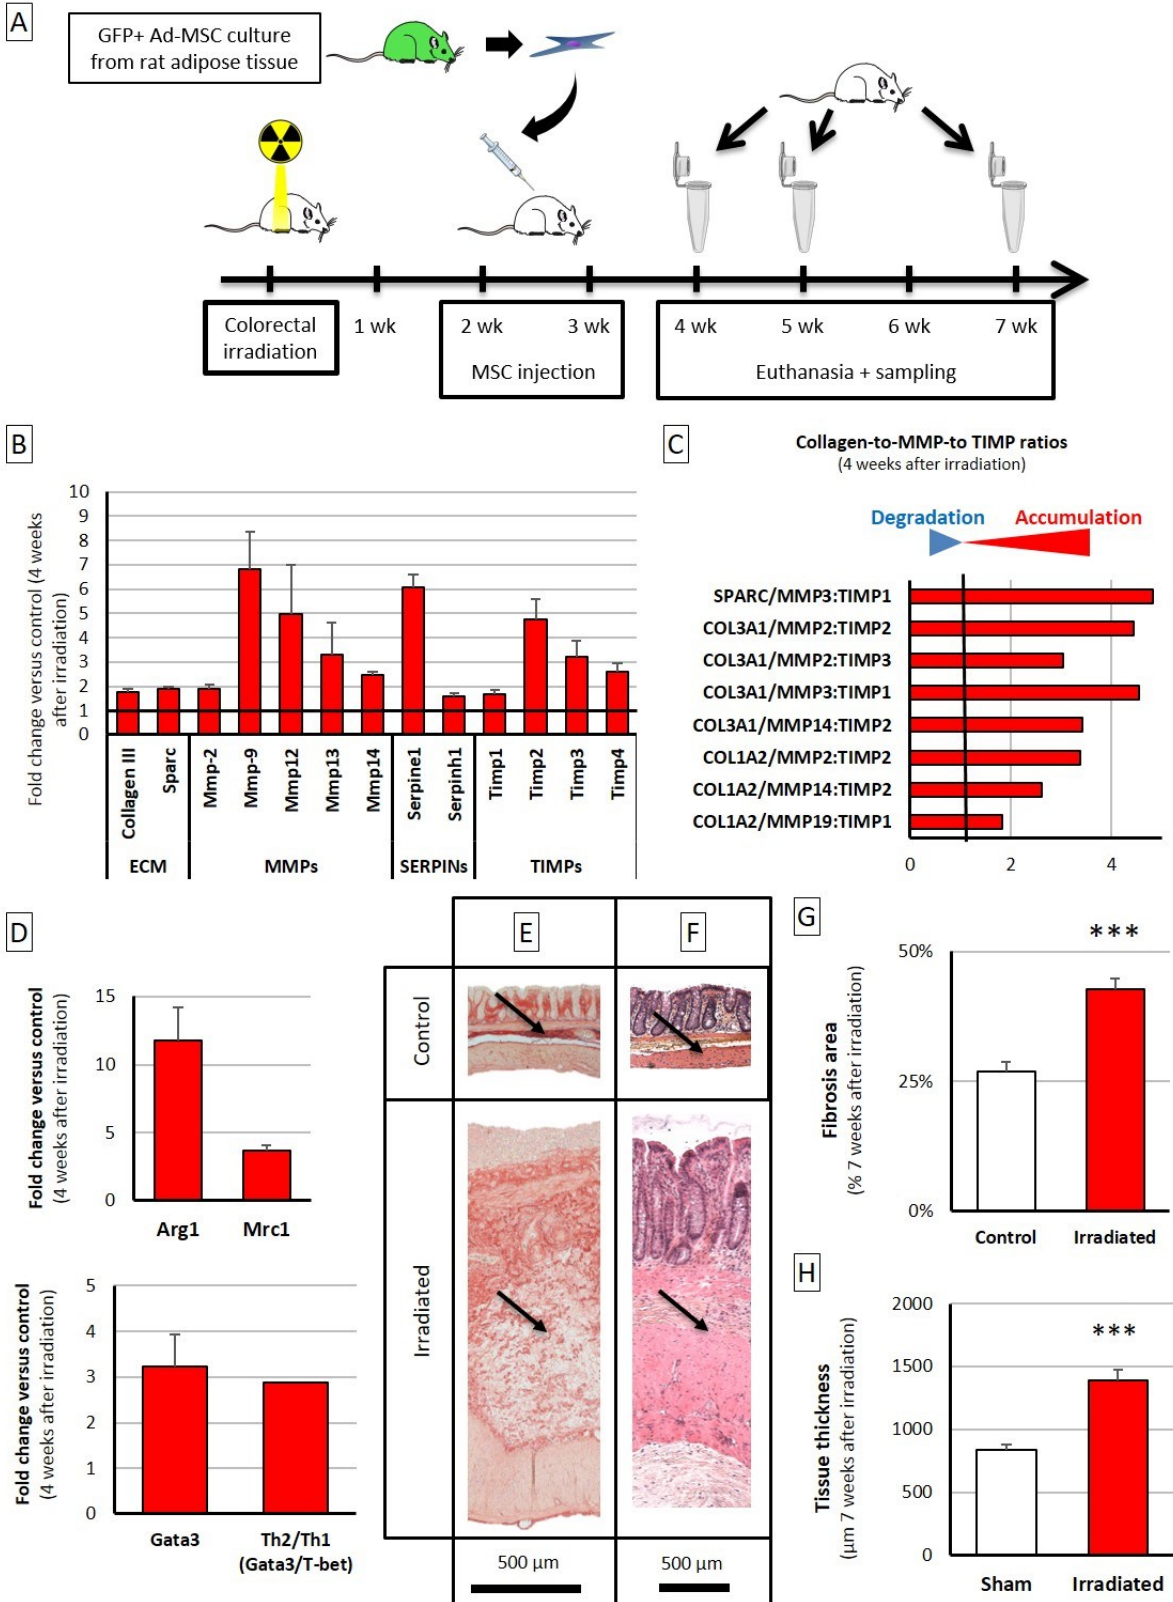 A
GFP+ Ad-MSC culture
from rat adipose tissue
Colorectal
irradiation
1 wk
2 wk
3 wk
4 wk
5 wk
6 wk
7 wk
MSC injection
Euthanasia + sampling
B
Fold change versus control (4 weeks
after irradiation)
10
9
8
7
6
5
4
3
2
1
0
Collagen III
Sparc
Mmp-2
Mmp-9
Mmp12
Mmp13
Mmp14
Serpine1
Serpinh1
Timp1
Timp2
Timp3
Timp4
ECM
MMPs
SERPINs
TIMPs
C
Collagen-to-MMP-to TIMP ratios
(4 weeks after irradiation)
Degradation
Accumulation
SPARC/MMP3:TIMP1
COL3A1/MMP2:TIMP2
COL3A1/MMP2:TIMP3
COL3A1/MMP3:TIMP1
COL3A1/MMP14:TIMP2
COL1A2/MMP2:TIMP2
COL1A2/MMP14:TIMP2
COL1A2/MMP19:TIMP1
0
2
4
D
Fold change versus control
(4 weeks after irradiation)
15
10
5
0
Arg1
Mrc1
Fold change versus control
(4 weeks after irradiation)
5
4
3
2
1
0
Gata3
Th2/Th1
(Gata3/T-bet)
E
F
Control
Irradiated
500 µm
500 µm
G
Fibrosis area
(% 7 weeks after irradiation)
50%
25%
0%
***
Control
Irradiated
H
Tissue thickness
(µm 7 weeks after irradiation)
2000
1500
1000
500
0
***
Sham
Irradiated